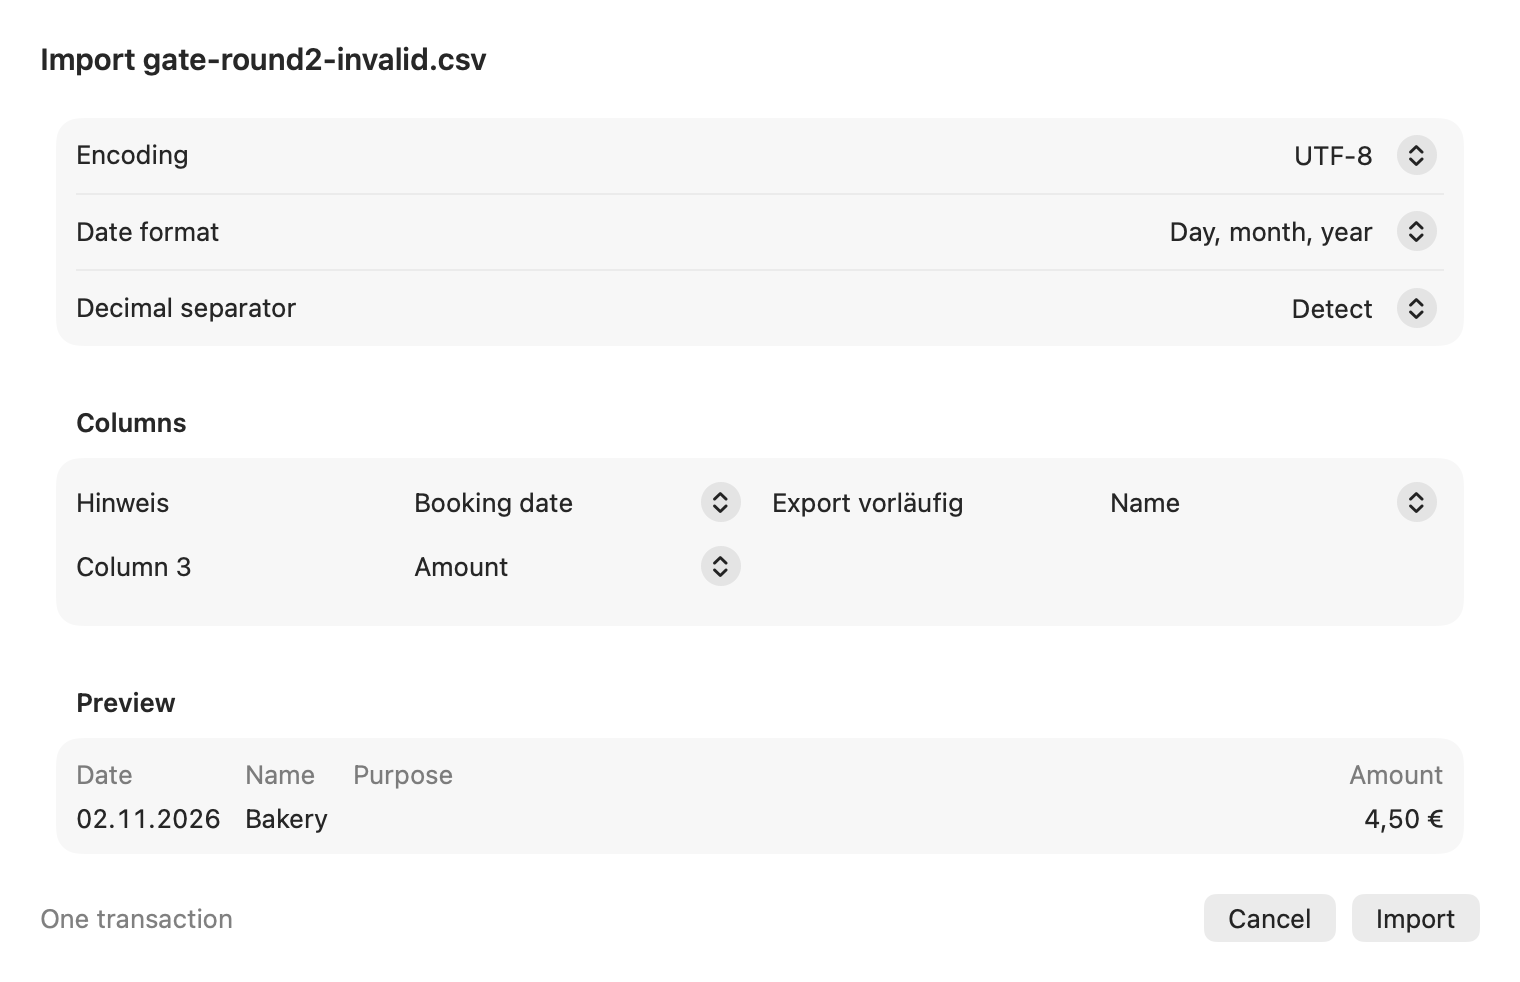 Import gate-round2-invalid.csv
Encoding UTF-8
Date format Day, month, year
Decimal separator Detect
Columns
Hinweis Booking date Export vorläufig Name
Column 3 Amount
Preview
Date Name Purpose Amount
02.11.2026 Bakery 4,50 €
One transaction Cancel Import